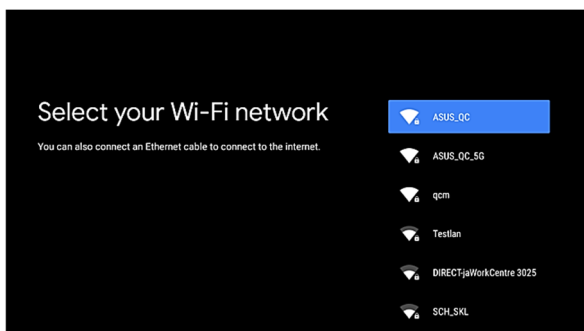 Select your Wi-Fi network
You can also connect an Ethernet cable to connect to the internet.
ASUS_QC
ASUS_QC_5G
qcm
Testlan
DIRECT-jaWorkCentre 3025
SCH_SKL